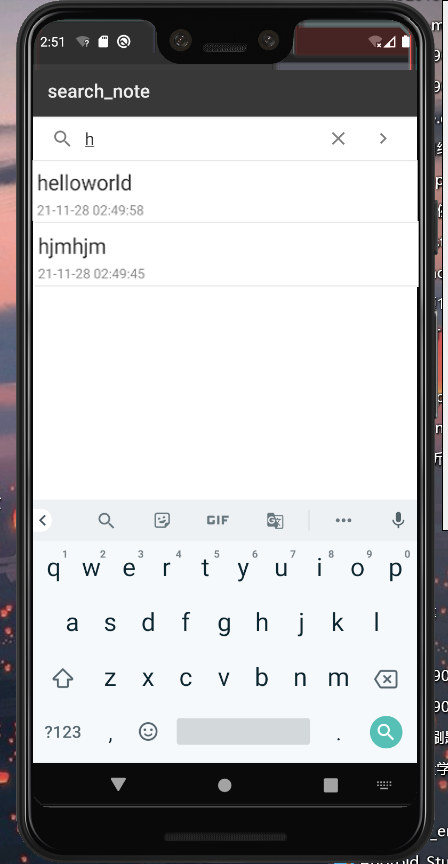 2:51
search_note
h
helloworld
21-11-28 02:49:58
hjmhjm
21-11-28 02:49:45
GIF
1 2 3 4 5 6 7 8 9 0
q w e r t y u i o p
a s d f g h j k l
z x c v b n m
?123 , .